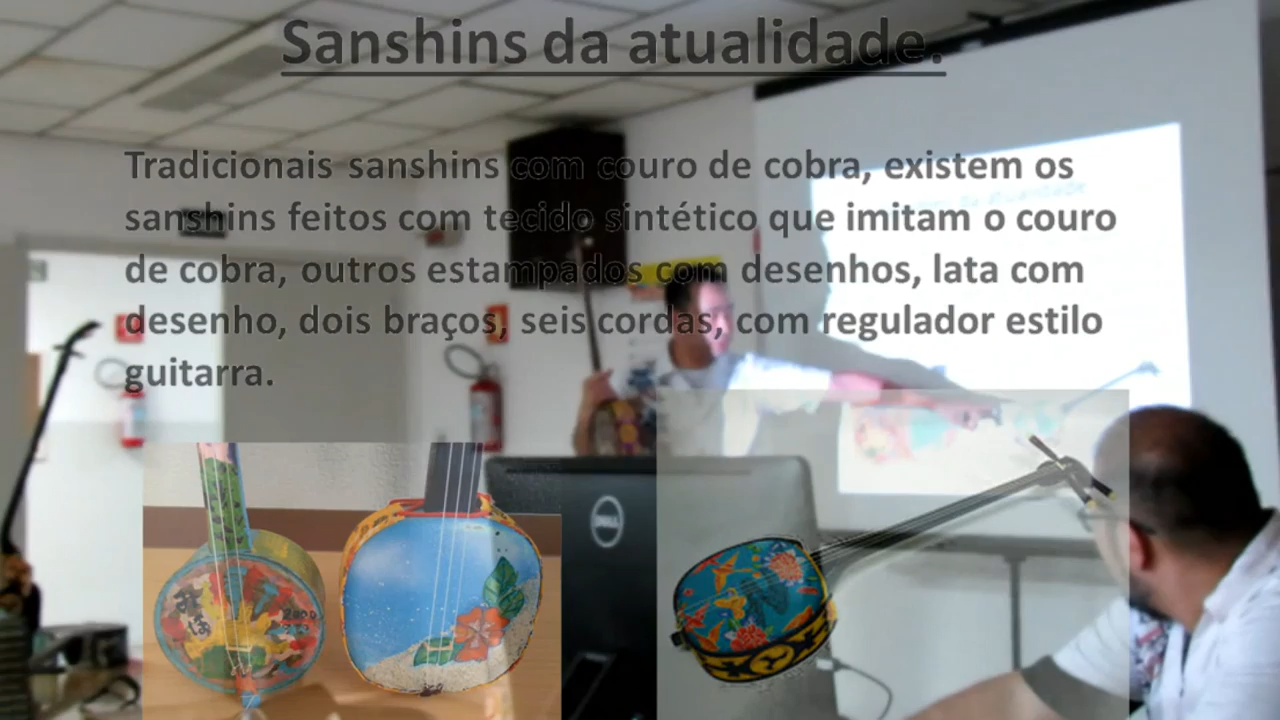 Sanshins da atualidade.
Tradicionais sanshins com couro de cobra, existem os
sanshins feitos com tecido sintético que imitam o couro
de cobra, outros estampados com desenhos, lata com
desenho, dois braços, seis cordas, com regulador estilo
guitarra.
DELL